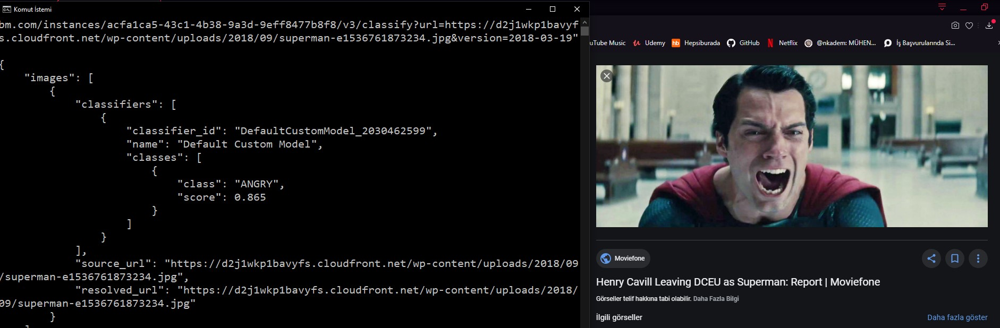 Komut İstemi
bm.com/instances/acfa1ca5-43c1-4b38-9a3d-9eff8477b8f8/v3/classify?url=https://d2j1wkp1bavyf
s.cloudfront.net/wp-content/uploads/2018/09/superman-e1536761873234.jpg&version=2018-03-19"
{
"images": [
{
"classifiers": [
{
"classifier_id": "DefaultCustomModel_2030462599",
"name": "Default Custom Model",
"classes": [
{
"class": "ANGRY",
"score": 0.865
}
]
}
],
"source_url": "https://d2j1wkp1bavyfs.cloudfront.net/wp-content/uploads/2018/09
/superman-e1536761873234.jpg",
"resolved_url": "https://d2j1wkp1bavyfs.cloudfront.net/wp-content/uploads/2018/
09/superman-e1536761873234.jpg"
}
uTube Music Udemy hb Hepsiburada GitHub Netflix @nkadem: MÜHEN... İş Başvurularında Si...
Moviefone
Henry Cavill Leaving DCEU as Superman: Report | Moviefone
Görseller telif hakkına tabi olabilir. Daha Fazla Bilgi
İlgili görseller Daha fazla göster